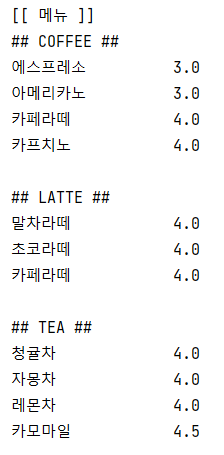 [[ 메뉴 ]]
## COFFEE ##
에스프레소 3.0
아메리카노 3.0
카페라떼 4.0
카프치노 4.0
## LATTE ##
말차라떼 4.0
초코라떼 4.0
카페라떼 4.0
## TEA ##
청귤차 4.0
자몽차 4.0
레몬차 4.0
카모마일 4.5